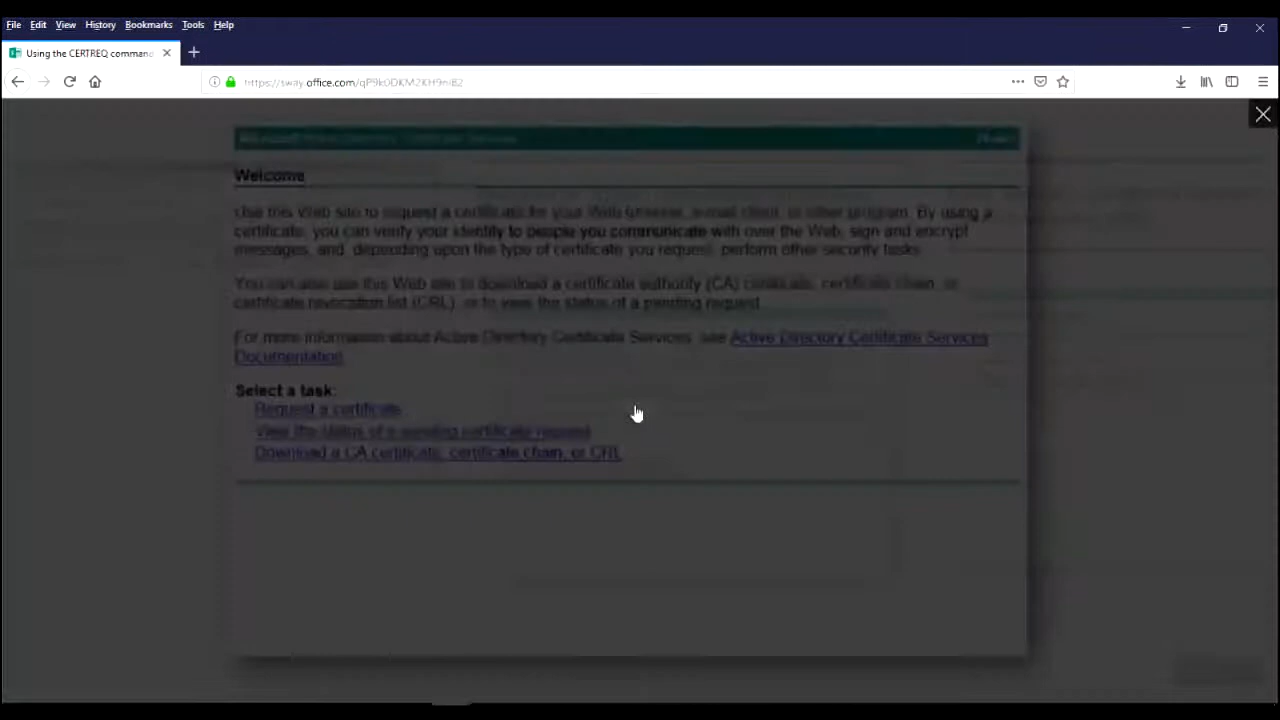 File Edit View History Bookmarks Tools Help
Using the CERTREQ comman
https://sway.office.com/
Welcome
Use this Web site to request a certificate for your Web browser, e-mail client, or other program. By using a
certificate, you can verify your identity to people you communicate with over the Web, sign and encrypt
messages, and, depending upon the type of certificate you request, perform other security tasks.
You can also use this Web site to download a certificate authority (CA) certificate, certificate chain, or
certificate revocation list (CRL), or to view the status of a pending request.
For more information about Active Directory Certificate Services, see Active Directory Certificate Services
Documentation.
Select a task:
Request a certificate
View the status of a pending certificate request
Download a CA certificate, certificate chain, or CRL